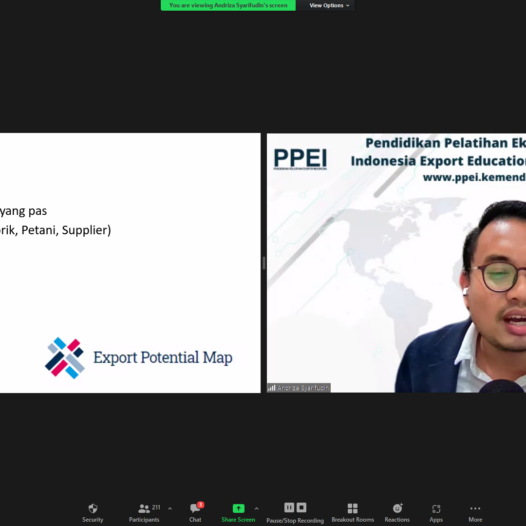 You are viewing Andriza Syarifudin's screen
View Options
yang pas
rik, Petani, Supplier)
Export Potential Map
PPEI
Pendidikan Pelatihan Ek
Indonesia Export Education
www.ppei.kemend
Andriza Syarifudin
Security
Participants
211
Chat
Share Screen
Pause/Stop Recording
Breakout Rooms
Reactions
Apps
More